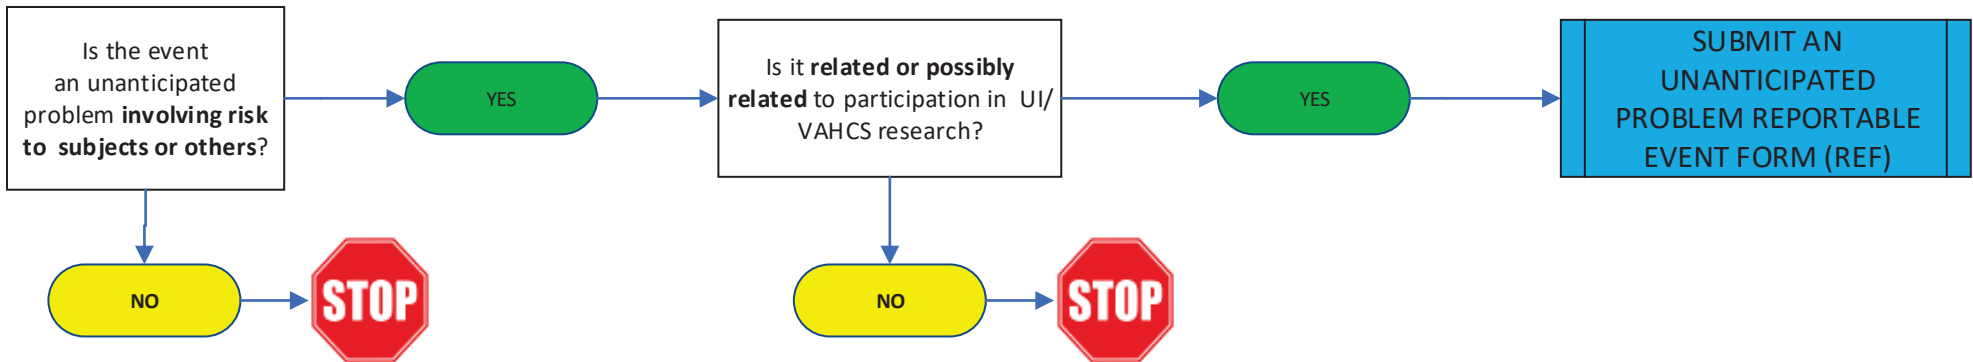 Is the event
an unanticipated
problem involving risk
to subjects or others?
YES
Is it related or possibly
related to participation in UI/
VAHCS research?
YES
SUBMIT AN
UNANTICIPATED
PROBLEM REPORTABLE
EVENT FORM (REF)
NO
STOP
NO
STOP